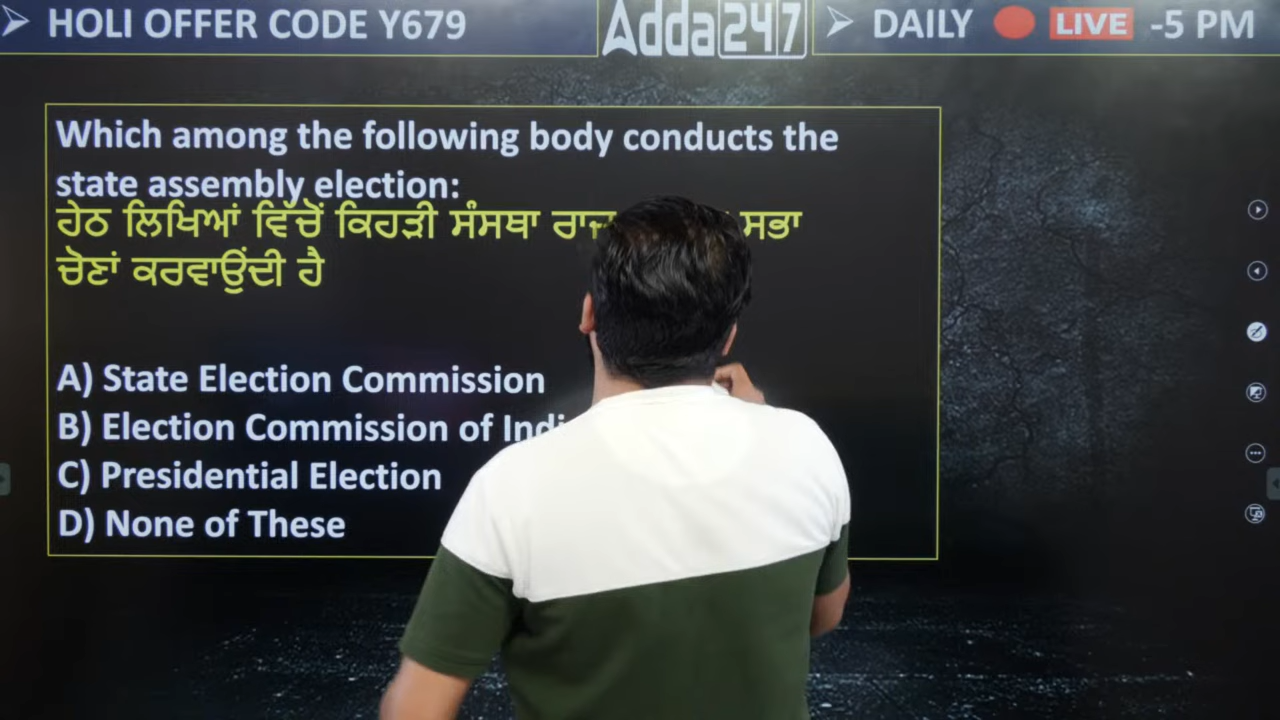 HOLI OFFER CODE Y679
Adda247
DAILY LIVE -5 PM
Which among the following body conducts the
state assembly election:
ਹੇਠ ਲਿਖਿਆਂ ਵਿੱਚੋਂ ਕਿਹੜੀ ਸੰਸਥਾ ਸਭਾ
ਚੋਣਾਂ ਕਰਵਾਉਂਦੀ ਹੈ
A) State Election Commission
B) Election Commission of
C) Presidential Election
D) None of These